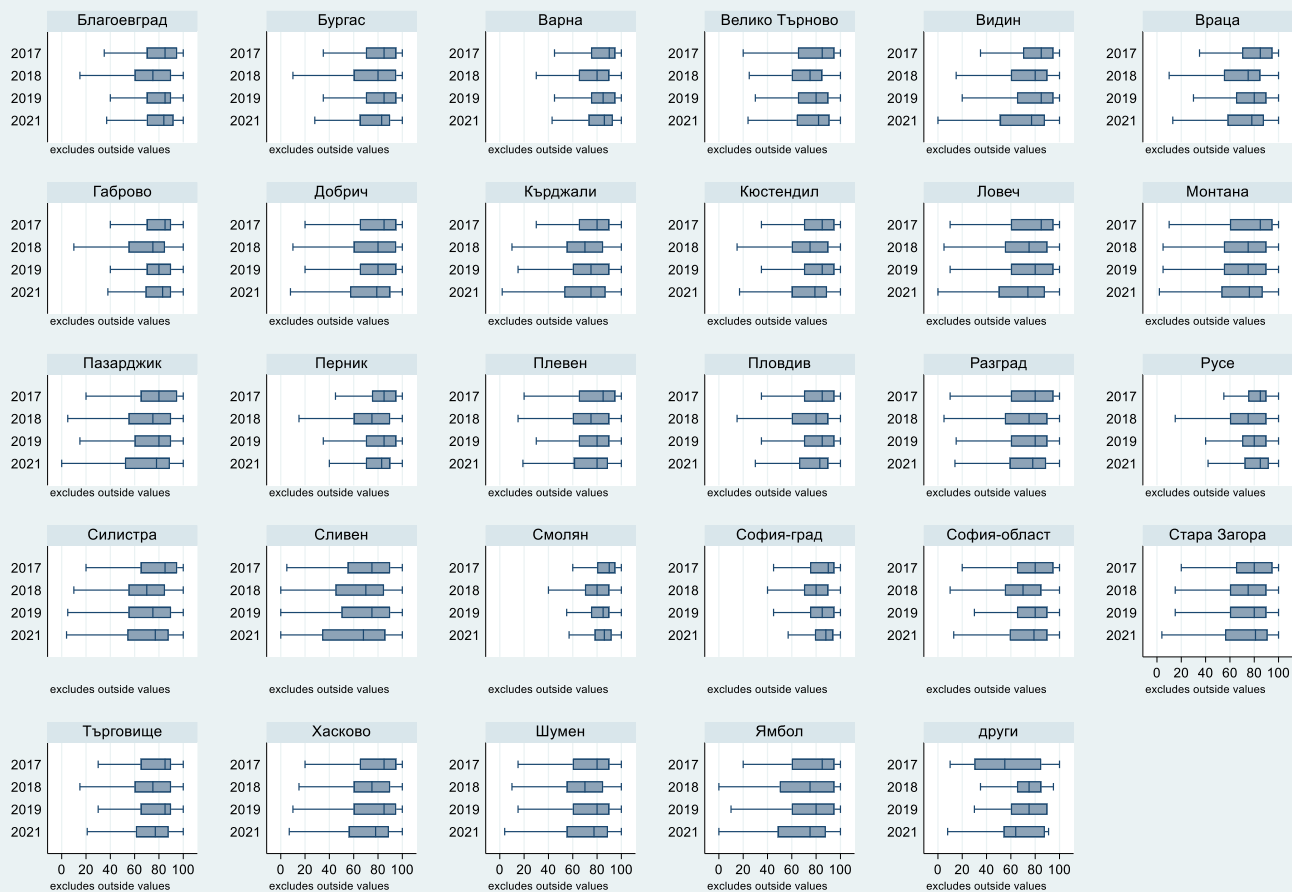 Благоевград Бургас Варна Велико Търново Видин Враца
2017 2017 2017 2017 2017 2017
2018 2018 2018 2018 2018 2018
2019 2019 2019 2019 2019 2019
2021 2021 2021 2021 2021 2021
excludes outside values excludes outside values excludes outside values excludes outside values excludes outside values excludes outside values
Габрово Добрич Кърджали Кюстендил Ловеч Монтана
2017 2017 2017 2017 2017 2017
2018 2018 2018 2018 2018 2018
2019 2019 2019 2019 2019 2019
2021 2021 2021 2021 2021 2021
excludes outside values excludes outside values excludes outside values excludes outside values excludes outside values excludes outside values
Пазарджик Перник Плевен Пловдив Разград Русе
2017 2017 2017 2017 2017 2017
2018 2018 2018 2018 2018 2018
2019 2019 2019 2019 2019 2019
2021 2021 2021 2021 2021 2021
excludes outside values excludes outside values excludes outside values excludes outside values excludes outside values excludes outside values
Силистра Сливен Смолян София-град София-област Стара Загора
2017 2017 2017 2017 2017 2017
2018 2018 2018 2018 2018 2018
2019 2019 2019 2019 2019 2019
2021 2021 2021 2021 2021 2021
0 20 40 60 80 100
excludes outside values excludes outside values excludes outside values excludes outside values excludes outside values excludes outside values
Търговище Хасково Шумен Ямбол други
2017 2017 2017 2017 2017
2018 2018 2018 2018 2018
2019 2019 2019 2019 2019
2021 2021 2021 2021 2021
0 20 40 60 80 100 0 20 40 60 80 100 0 20 40 60 80 100 0 20 40 60 80 100 0 20 40 60 80 100
excludes outside values excludes outside values excludes outside values excludes outside values excludes outside values